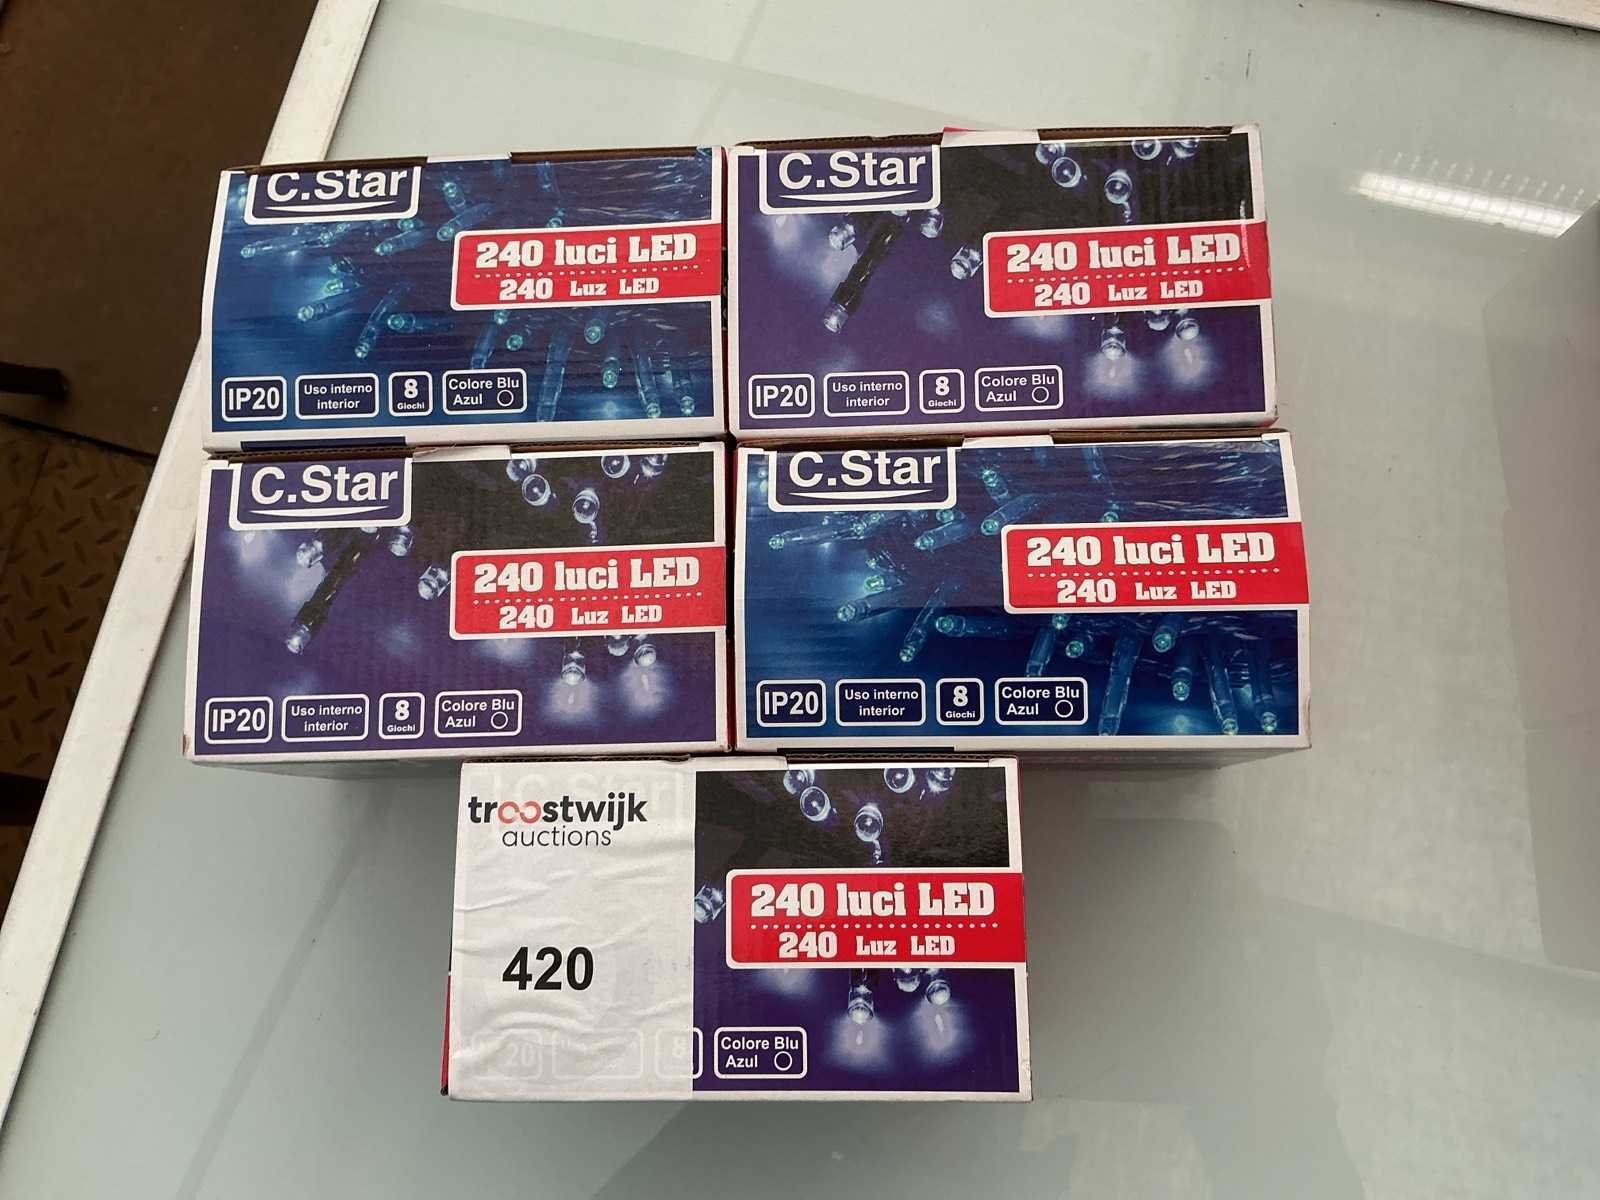 C.Star
240 luci LED
240 Luz LED
IP20
Uso interno
interior
8
Giochi
Colore Blu
Azul
C.Star
240 luci LED
240 Luz LED
IP20
Uso interno
interior
8
Giochi
Colore Blu
Azul
C.Star
240 luci LED
240 Luz LED
IP20
Uso interno
interior
8
Giochi
Colore Blu
Azul
C.Star
240 luci LED
240 Luz LED
IP20
Uso interno
interior
8
Giochi
Colore Blu
Azul
C.Star
troostwijk
auctions
420
240 luci LED
240 Luz LED
20
8
Colore Blu
Azul